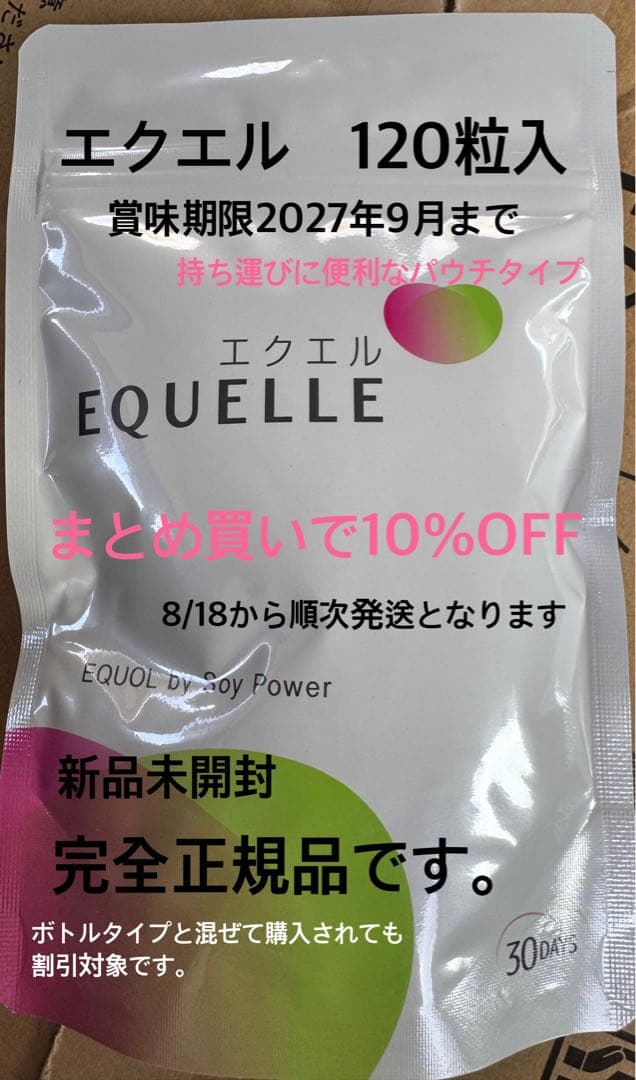 エクエル　120粒入
賞味期限2027年9月まで
持ち運びに便利なパウチタイプ
エクエル
EQUELLE
まとめ買いで10%OFF
8/18から順次発送となります
EQUOL by Soy Power
新品未開封
完全正規品です。
ボトルタイプと混ぜて購入されても
割引対象です。
30DAYS